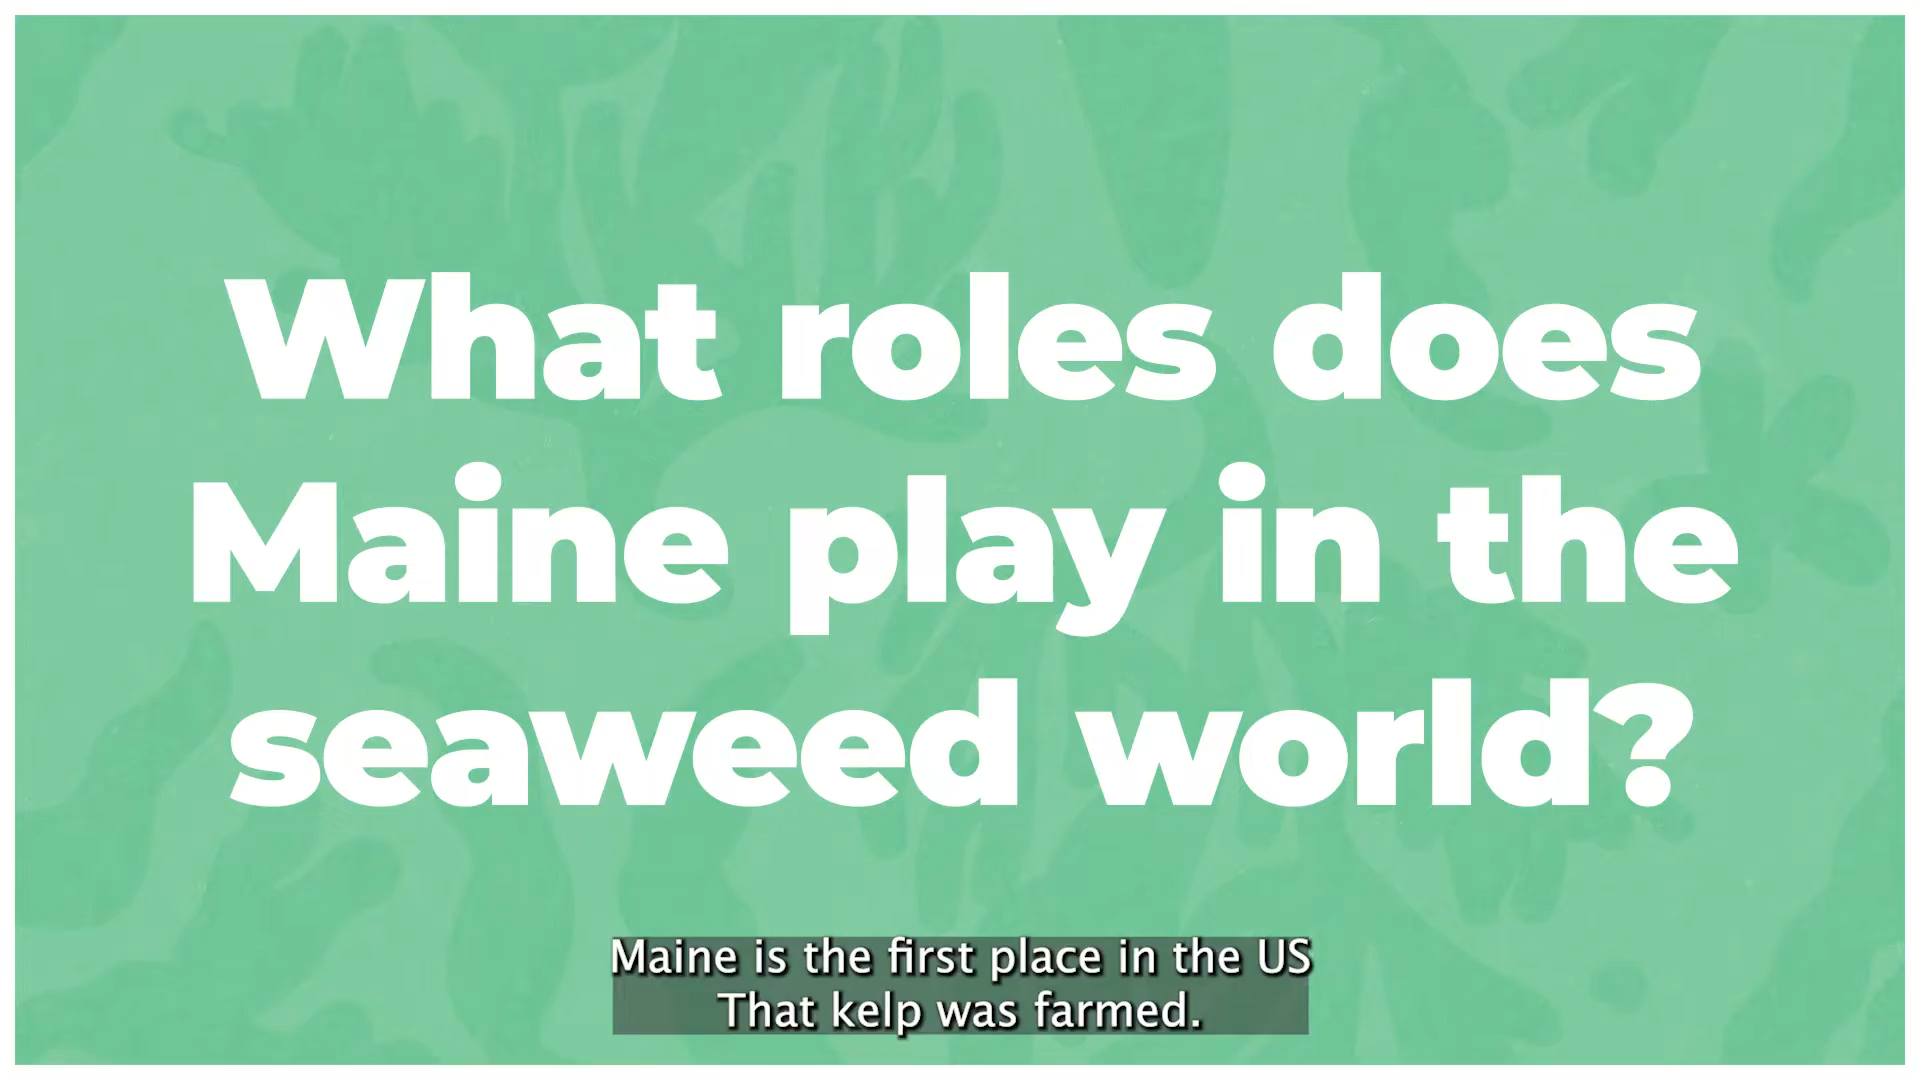 What roles does
Maine play in the
seaweed world?
Maine is the first place in the US
That kelp was farmed.